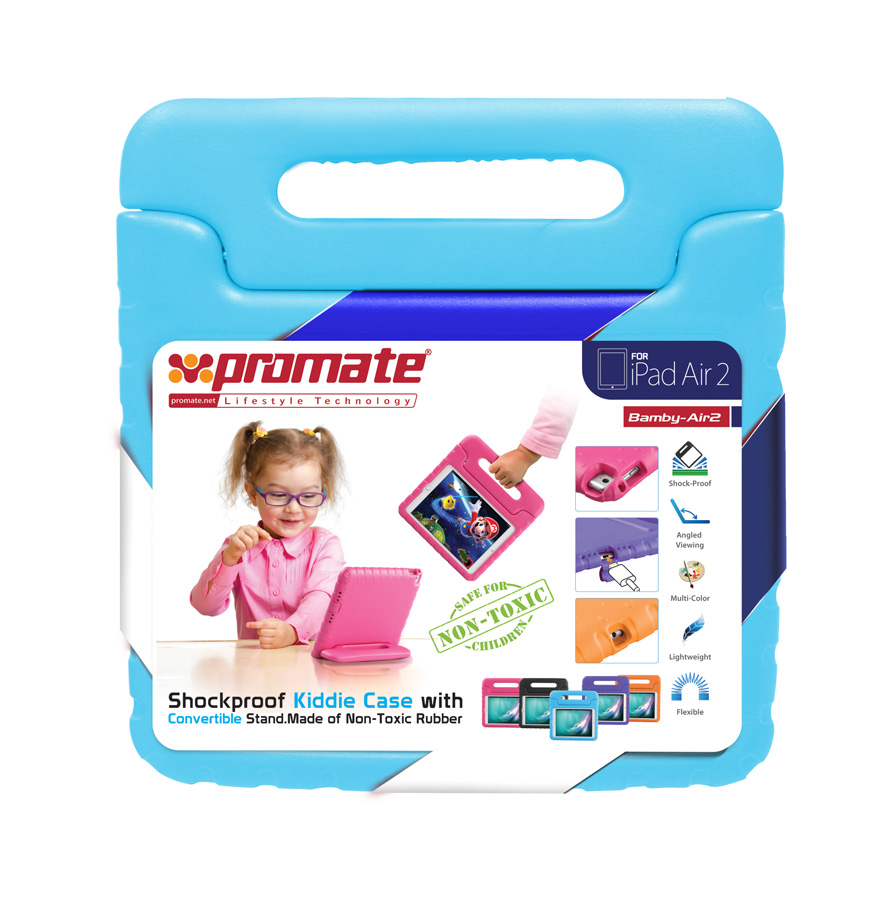 promate®
promate.net Lifestyle Technology
FOR
iPad Air 2
Bamby-Air2
Shock-Proof
Angled
Viewing
Multi-Color
Lightweight
Flexible
SAFE FOR
NON-TOXIC
CHILDREN
Shockproof Kiddie Case with
Convertible Stand.Made of Non-Toxic Rubber